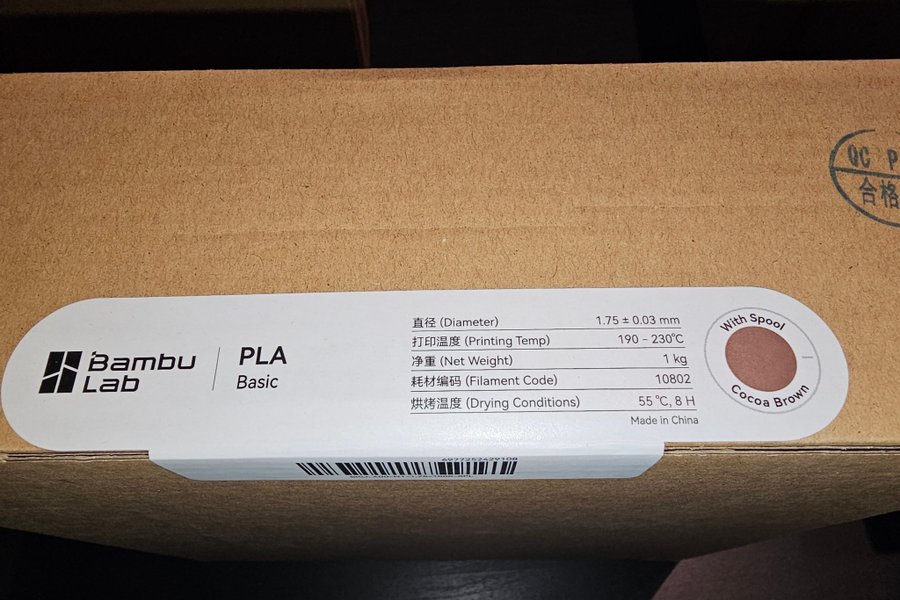 Bambu
Lab
PLA
Basic
直径 (Diameter) 1.75 ± 0.03 mm
打印温度 (Printing Temp) 190 - 230℃
净重 (Net Weight) 1 kg
耗材编码 (Filament Code) 10802
烘烤温度 (Drying Conditions) 55 ℃, 8 H
Made in China
With Spool
Cocoa Brown
QC P
合格
6977252429108